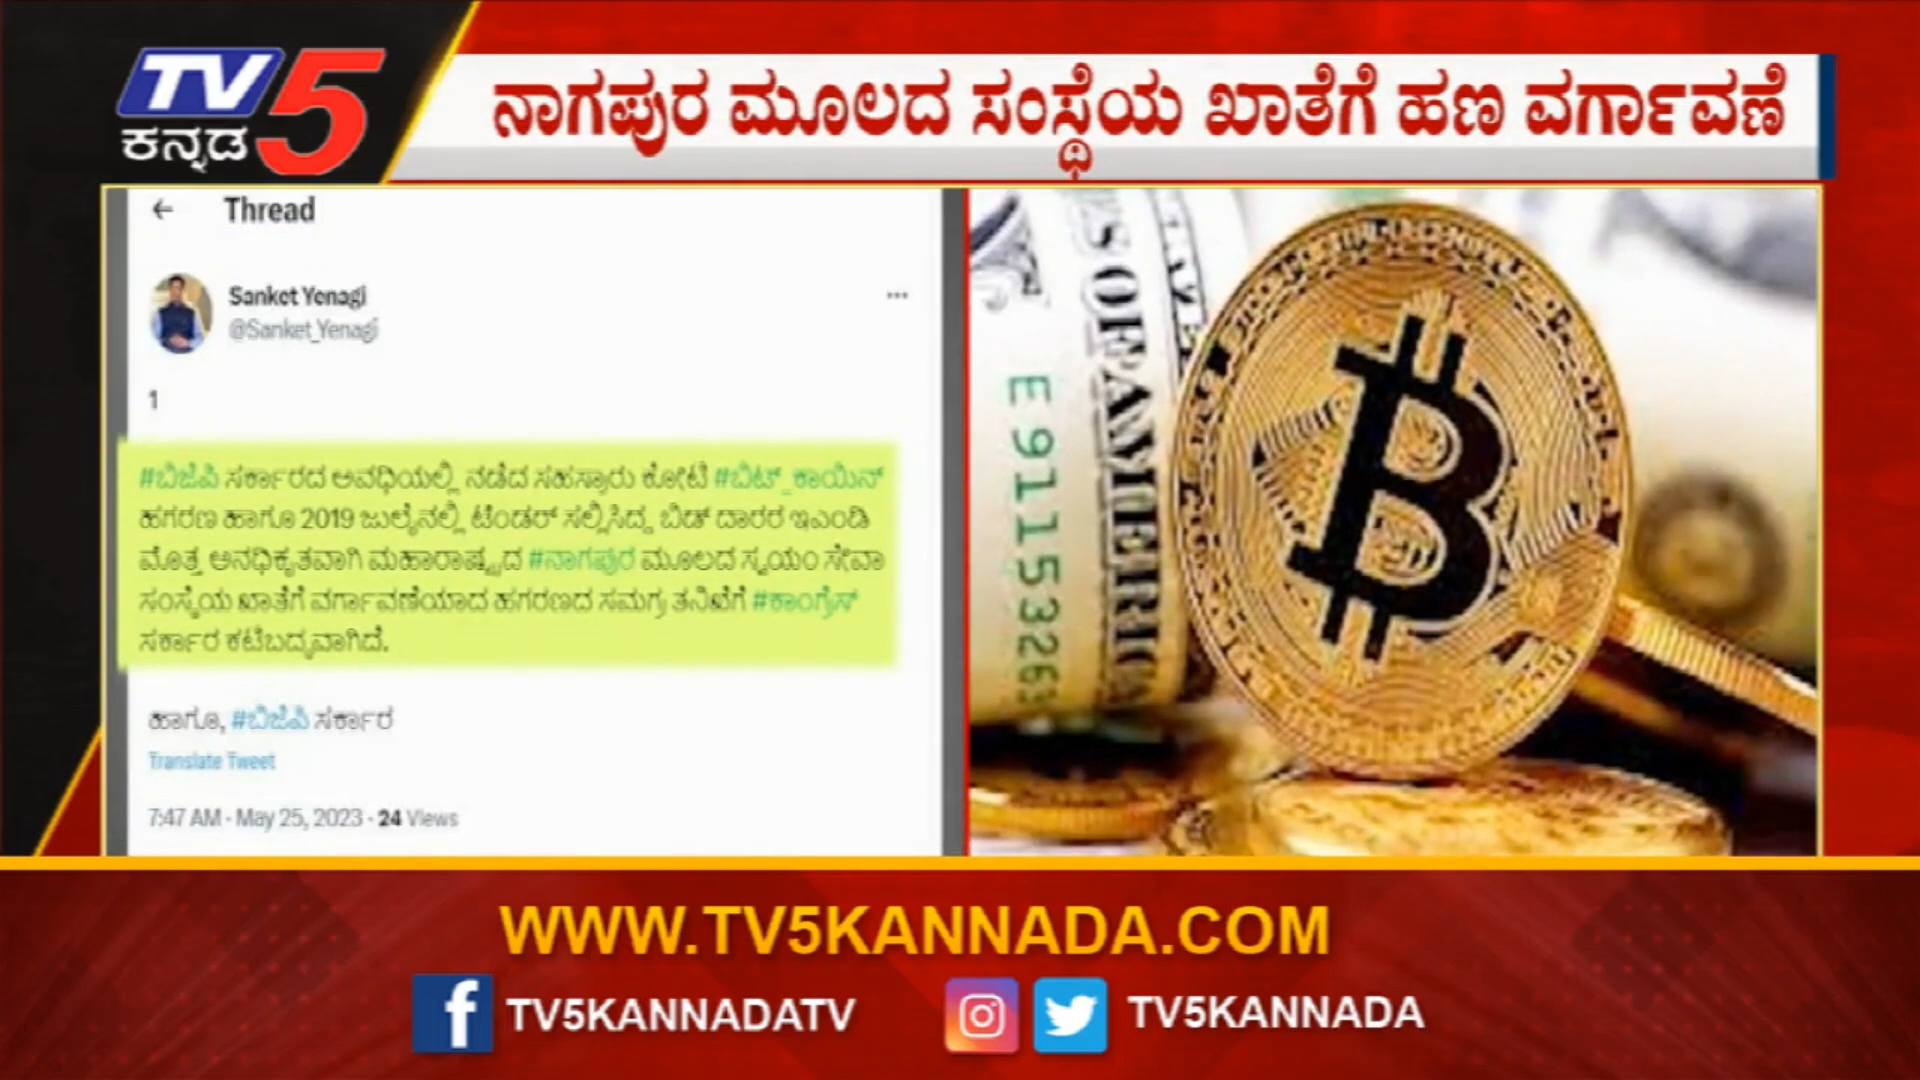 TV5
ಕನ್ನಡ
ನಾಗಪುರ ಮೂಲದ ಸಂಸ್ಥೆಯ ಖಾತೆಗೆ ಹಣ ವರ್ಗಾವಣೆ
← Thread
Sanket Yenagi
@Sanket_Yenagi
1
#ಬಿಜೆಪಿ ಸರ್ಕಾರದ ಅವಧಿಯಲ್ಲಿ ನಡೆದ ಸಹಸ್ರಾರು ಕೋಟಿ #ಬಿಟ್_ಕಾಯಿನ್
ಹಗರಣ ಹಾಗೂ 2019 ಜುಲೈನಲ್ಲಿ ಟೆಂಡರ್ ಸಲ್ಲಿಸಿದ್ದ ಬಿಡ್ ದಾರರ ಇಎಂಡಿ
ಮೊತ್ತ ಅನಧಿಕೃತವಾಗಿ ಮಹಾರಾಷ್ಟ್ರದ #ನಾಗಪುರ ಮೂಲದ ಸ್ವಯಂ ಸೇವಾ
ಸಂಸ್ಥೆಯ ಖಾತೆಗೆ ವರ್ಗಾವಣೆಯಾದ ಹಗರಣದ ಸಮಗ್ರ ತನಿಖೆಗೆ #ಕಾಂಗ್ರೆಸ್
ಸರ್ಕಾರ ಕಟಿಬದ್ಧವಾಗಿದೆ.
ಹಾಗೂ, #ಬಿಜೆಪಿ ಸರ್ಕಾರ
Translate Tweet
7:47 AM · May 25, 2023 · 24 Views
S OF AMERIC
E 9115326
WWW.TV5KANNADA.COM
TV5KANNADATV
TV5KANNADA